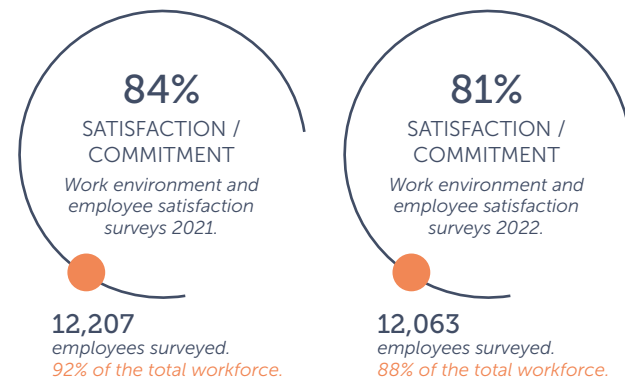 84%
SATISFACTION /
COMMITMENT
Work environment and
employee satisfaction
surveys 2021.
12,207
employees surveyed.
92% of the total workforce.
81%
SATISFACTION /
COMMITMENT
Work environment and
employee satisfaction
surveys 2022.
12,063
employees surveyed.
88% of the total workforce.